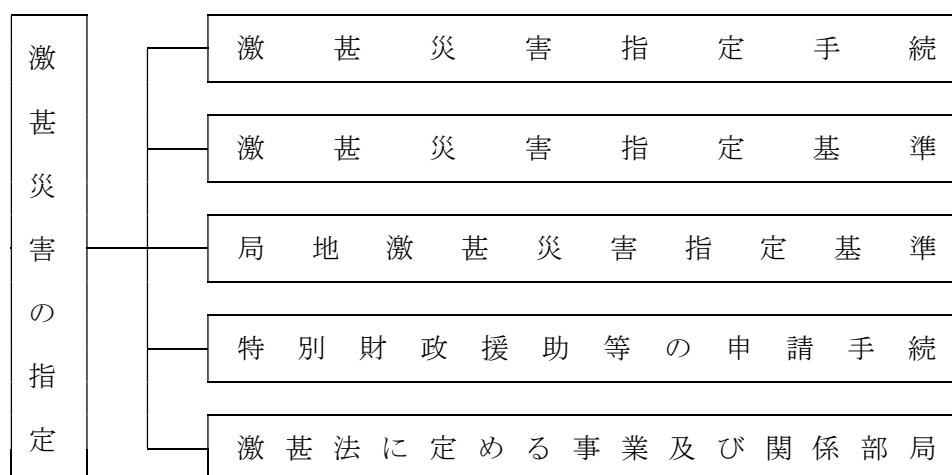 激甚災害の指定
激甚災害指定手続
激甚災害指定基準
局地激甚災害指定基準
特別財政援助等の申請手続
激甚法に定める事業及び関係部局